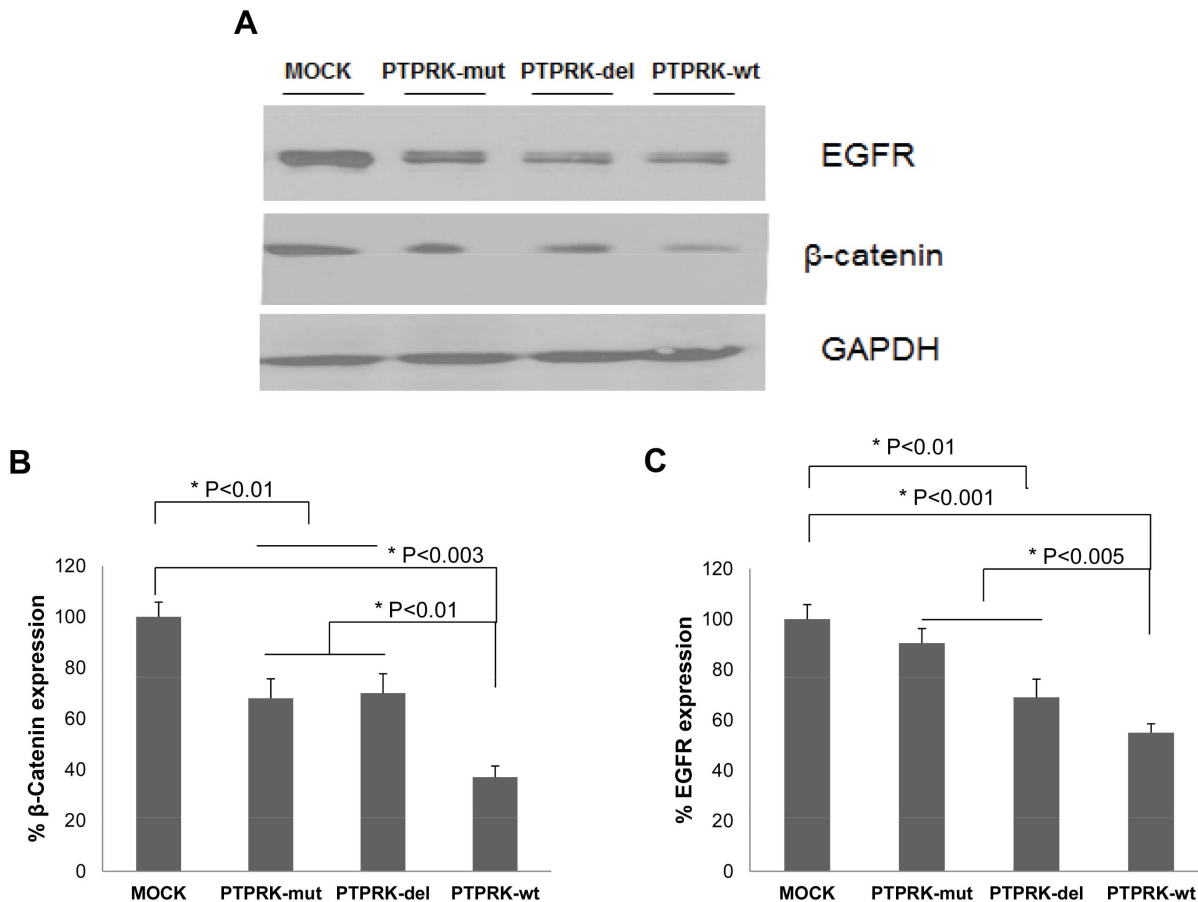 A
MOCK PTPRK-mut PTPRK-del PTPRK-wt
EGFR
β-catenin
GAPDH
B
* P<0.01
* P<0.003
* P<0.01
% β-Catenin expression
120
100
80
60
40
20
0
MOCK PTPRK-mut PTPRK-del PTPRK-wt
C
* P<0.01
* P<0.001
* P<0.005
% EGFR expression
120
100
80
60
40
20
0
MOCK PTPRK-mut PTPRK-del PTPRK-wt